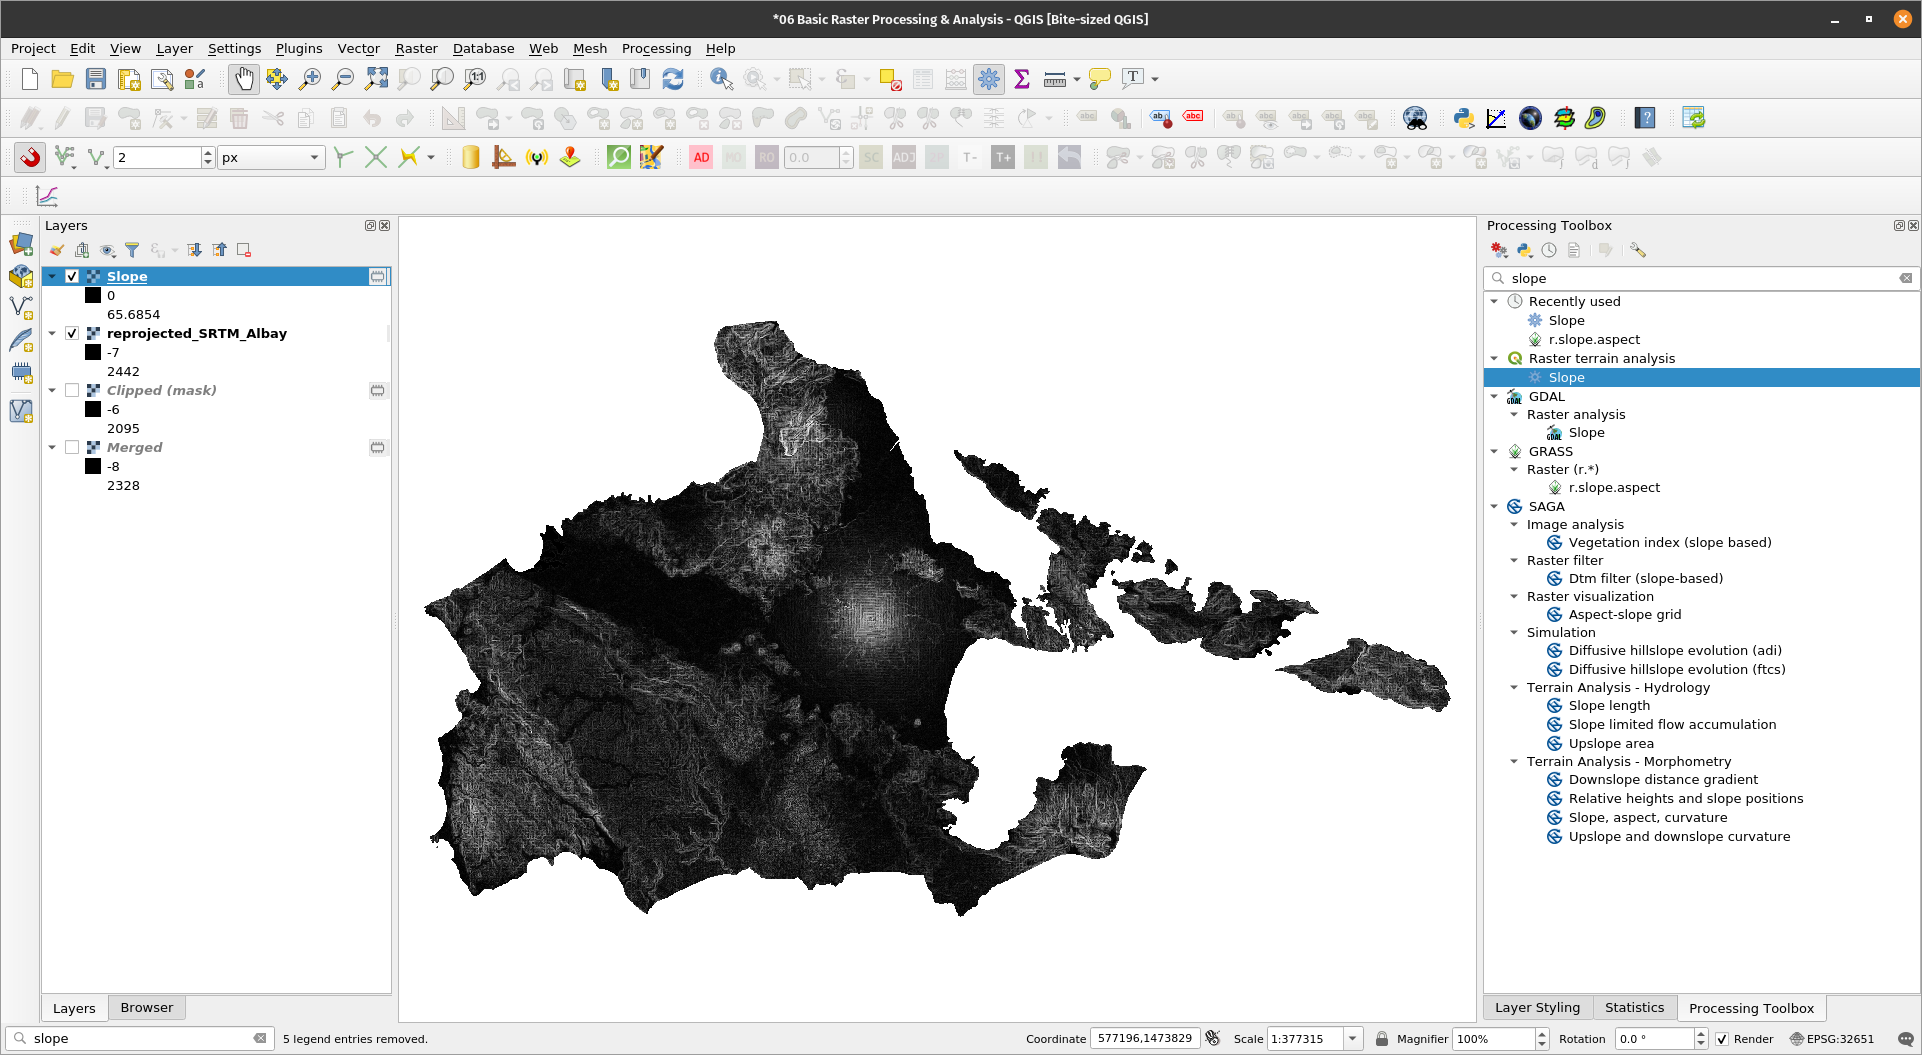 *06 Basic Raster Processing & Analysis - QGIS [Bite-sized QGIS]
Project Edit View Layer Settings Plugins Vector Raster Database Web Mesh Processing Help
2 px 0.0
Layers
Slope
0
65.6854
reprojected_SRTM_Albay
-7
2442
Clipped (mask)
-6
2095
Merged
-8
2328
Layers Browser
Processing Toolbox
slope
Recently used
Slope
r.slope.aspect
Raster terrain analysis
Slope
GDAL
Raster analysis
Slope
GRASS
Raster (r.*)
r.slope.aspect
SAGA
Image analysis
Vegetation index (slope based)
Raster filter
Dtm filter (slope-based)
Raster visualization
Aspect-slope grid
Simulation
Diffusive hillslope evolution (adi)
Diffusive hillslope evolution (ftcs)
Terrain Analysis - Hydrology
Slope length
Slope limited flow accumulation
Upslope area
Terrain Analysis - Morphometry
Downslope distance gradient
Relative heights and slope positions
Slope, aspect, curvature
Upslope and downslope curvature
Layer Styling Statistics Processing Toolbox
slope 5 legend entries removed. Coordinate 577196,1473829 Scale 1:377315 Magnifier 100% Rotation 0.0 ° Render EPSG:32651